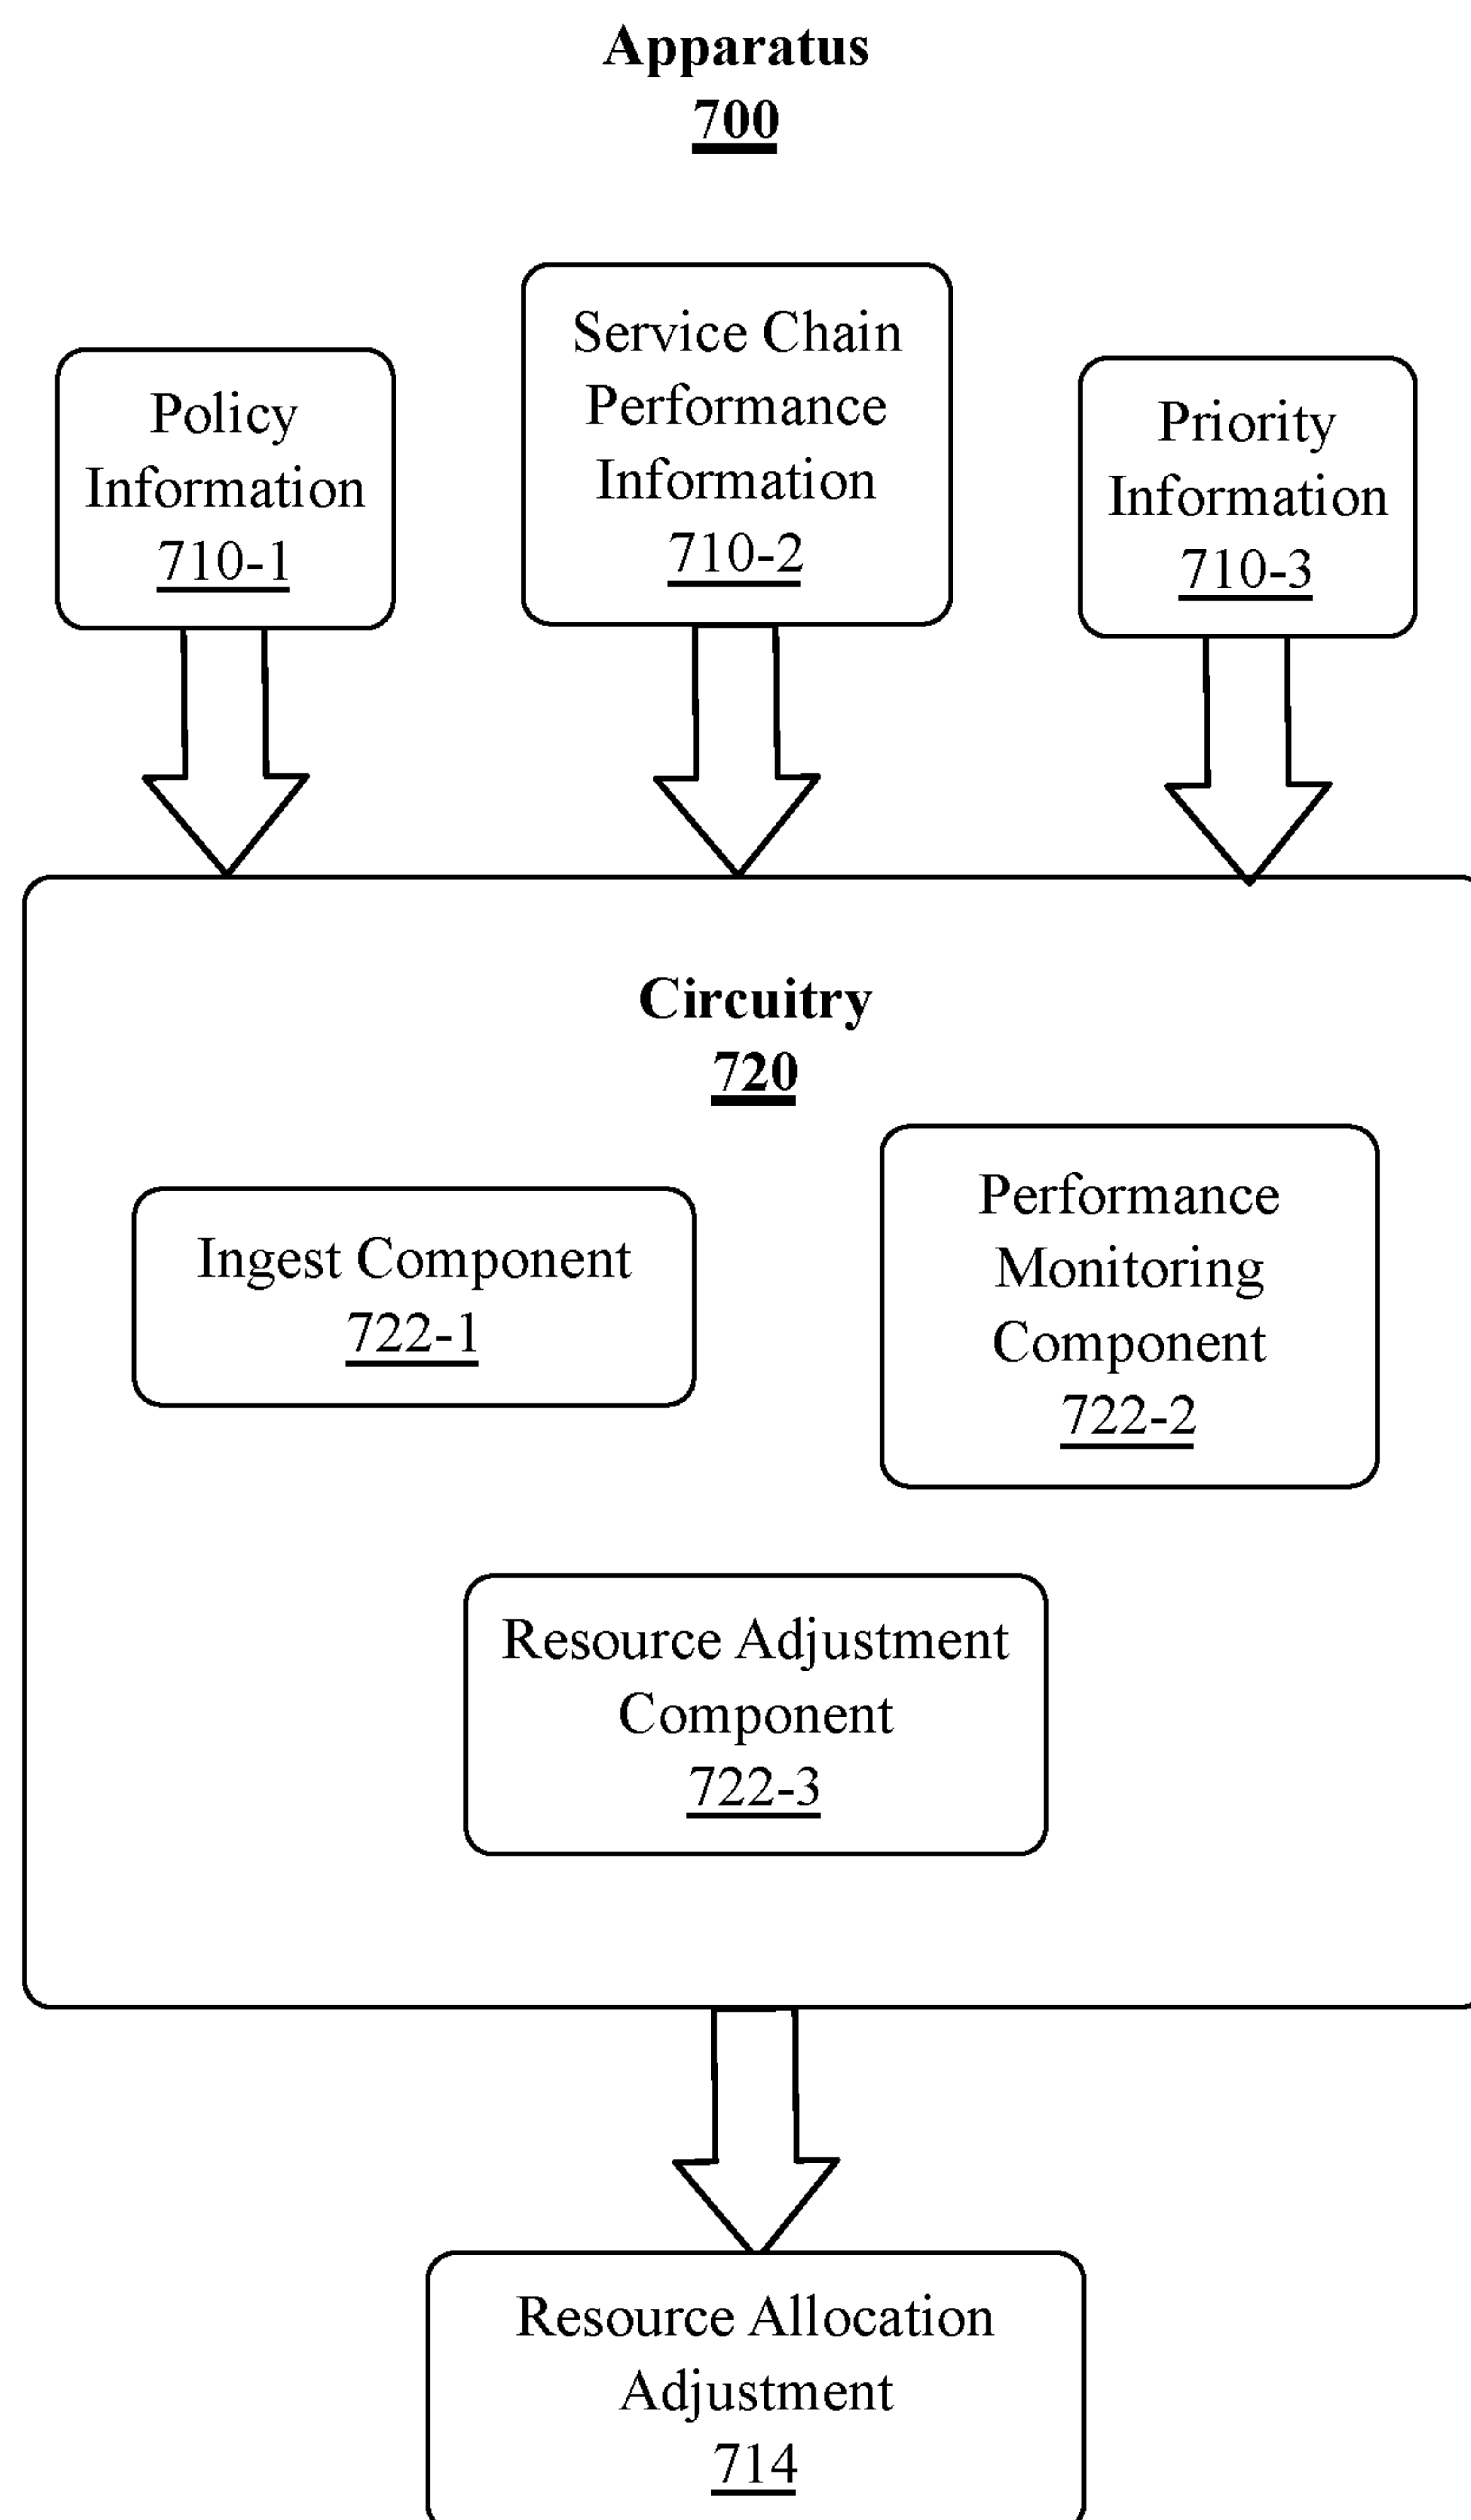 Apparatus
700
Policy
Information
710-1
Service Chain
Performance
Information
710-2
Priority
Information
710-3
Circuitry
720
Ingest Component
722-1
Performance
Monitoring
Component
722-2
Resource Adjustment
Component
722-3
Resource Allocation
Adjustment
714